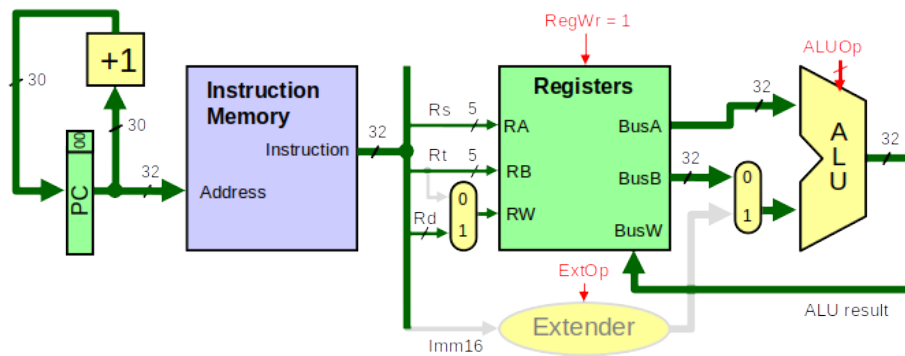 RegWr = 1
ALUOp
+1
30
30
00
PC
32
Instruction
Memory
Instruction
Address
32
Rs
5
Rt
5
Rd
0
1
Registers
RA
RB
RW
BusA
BusB
BusW
32
32
0
1
A
L
U
32
ExtOp
Extender
Imm16
ALU result